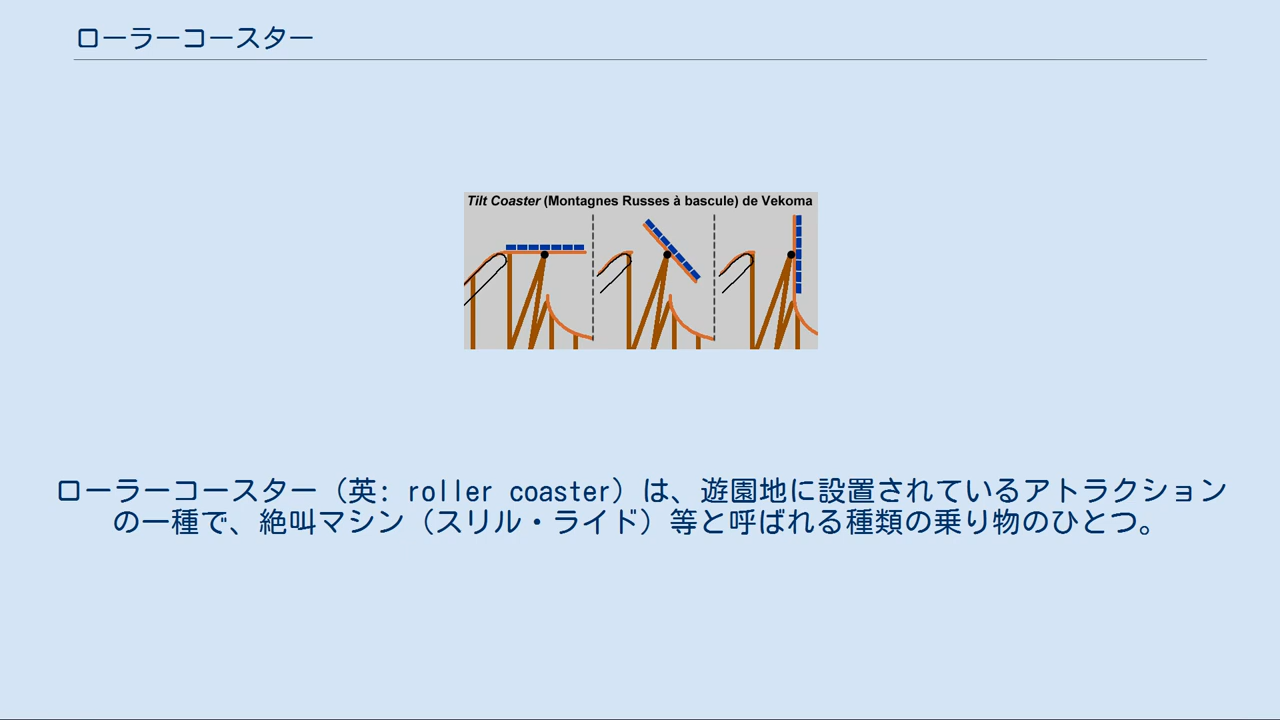 ローラーコースター
Tilt Coaster (Montagnes Russes à bascule) de Vekoma
ローラーコースター（英: roller coaster）は、遊園地に設置されているアトラクション
の一種で、絶叫マシン（スリル・ライド）等と呼ばれる種類の乗り物のひとつ。